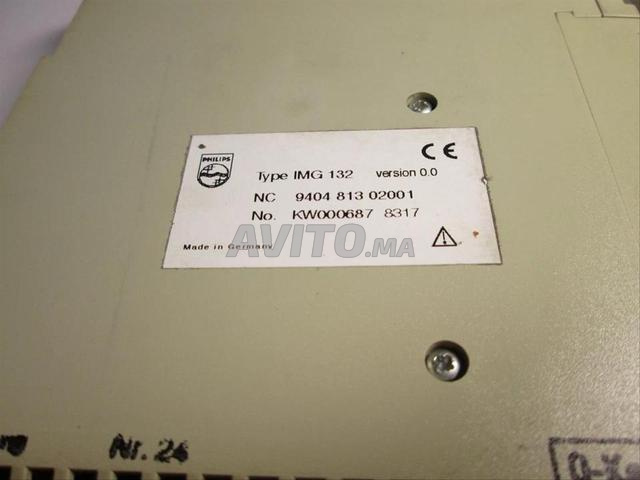 PHILIPS
Type IMG 132 version 0.0
NC 9404 813 02001
No. KW000687 8317
Made in Germany
CE
AVITO.ma
Nr. 26